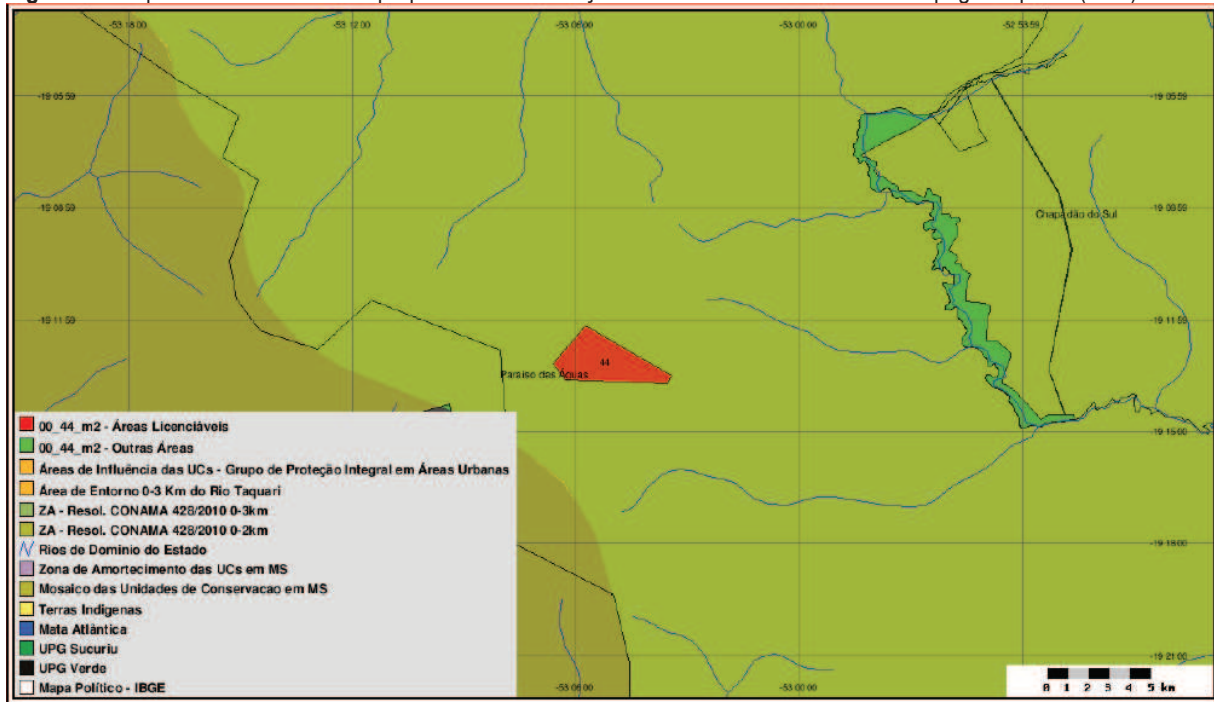 -53 18 00 -53 12 00 -53 06 00 -53 00 00 -52 53 59
-19 05 59 -19 05 59
-19 08 59 -19 08 59
Chapadão do Sul
-19 11 59 -19 11 59
44
Paraíso das Águas
-19 15 00
00_44_m2 - Áreas Licenciáveis
00_44_m2 - Outras Áreas
Áreas de Influência das UCs - Grupo de Proteção Integral em Áreas Urbanas
Área de Entorno 0-3 Km do Rio Taquari
ZA - Resol. CONAMA 428/2010 0-3km
ZA - Resol. CONAMA 428/2010 0-2km
Rios de Dominio do Estado
Zona de Amortecimento das UCs em MS
Mosaico das Unidades de Conservacao em MS
Terras Indigenas
Mata Atlântica
UPG Sucuriu
UPG Verde
Mapa Político - IBGE
-19 18 00
-19 21 00
-53 06 00 -53 00 00
0 1 2 3 4 5 km